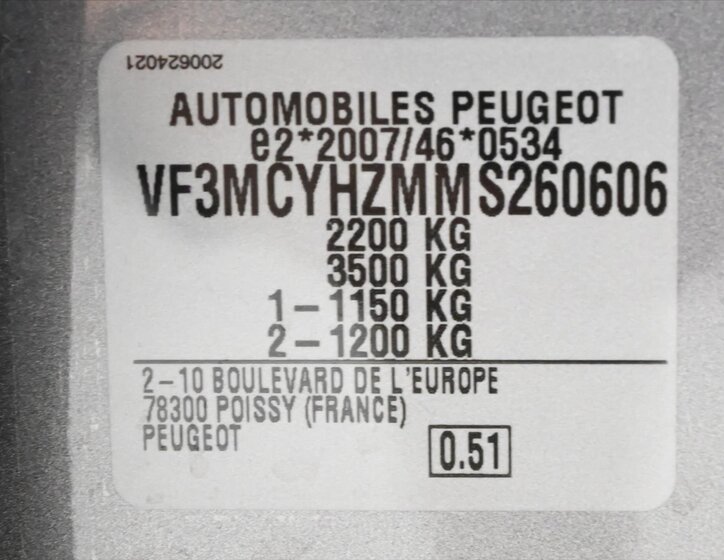 200624021
AUTOMOBILES PEUGEOT
e2*2007/46*0534
VF3MCYHZMMS260606
2200 KG
3500 KG
1-1150 KG
2-1200 KG
2-10 BOULEVARD DE L'EUROPE
78300 POISSY (FRANCE)
PEUGEOT
0.51